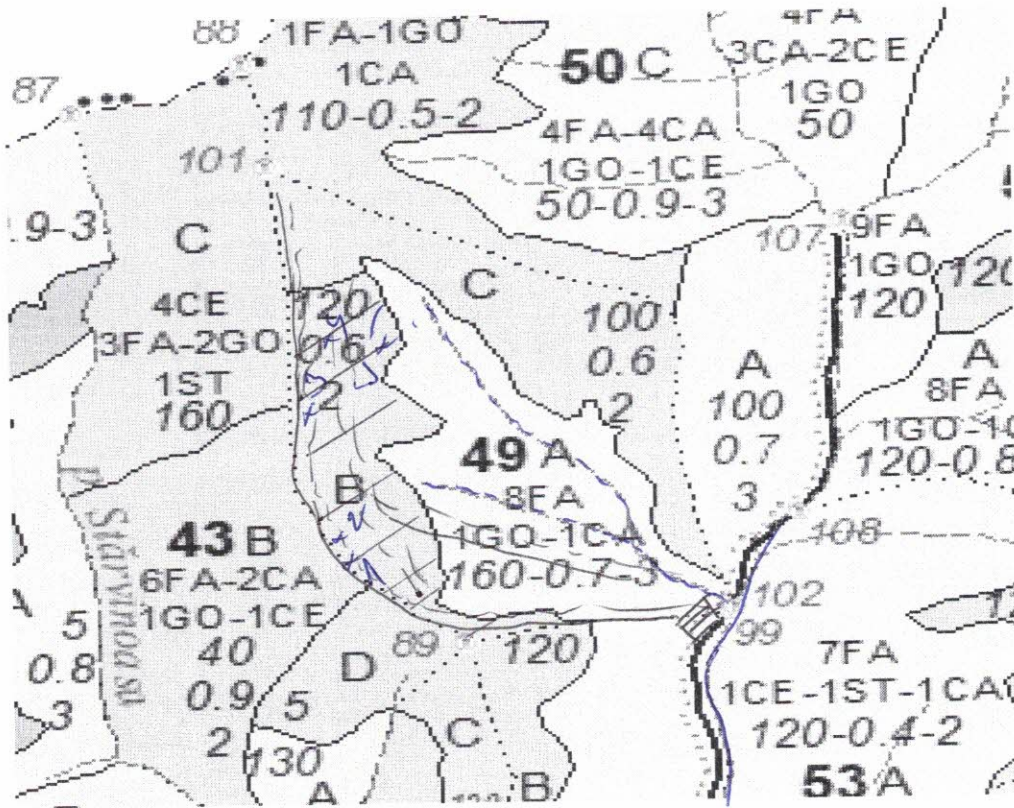 88
1FA-1GO
1CA
110-0.5-2
50 C
4FA-4CA
1GO-1CE
50-0.9-3
4FA
3CA-2CE
1GO
50
87
101
.9-3
C
4CE
3FA-2GO
1ST
160
120
0.6
2
C
100
0.6
2
107
9FA
1GO
120
120
A
100
0.7
3
A
8FA
120-0.8
49 A
8FA
1GO-1CA
160-0.7-3
B
43 B
6FA-2CA
1GO-1CE
40
0.9
2
5
0.8
3
108
102
99
89
120
D
5
130
A
C
B
7FA
1CE-1ST-1CA
120-0.4-2
53 A